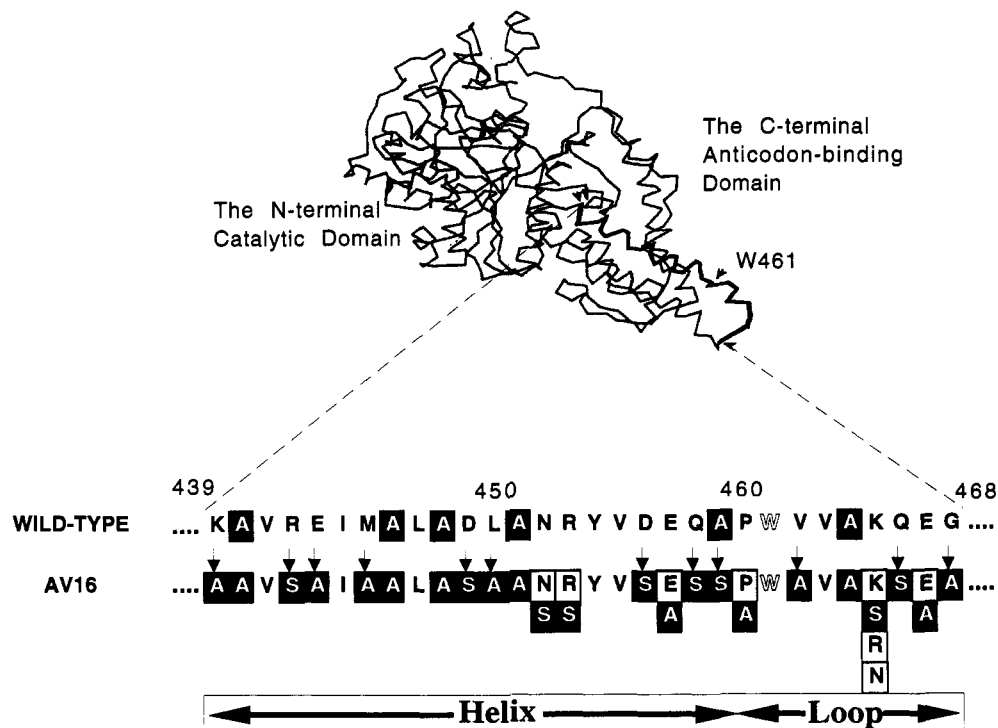 The C-terminal
Anticodon-binding
Domain
The N-terminal
Catalytic Domain
W461
439 450 460 468
WILD-TYPE .... K A V R E I M A L A D L A N R Y V D E Q A P W V V A K Q E G ....
AV16 .... A A V S A I A A L A S A A N R Y V S E S S P W A V A K S E A ....
S S A A S A
R
N
Helix Loop